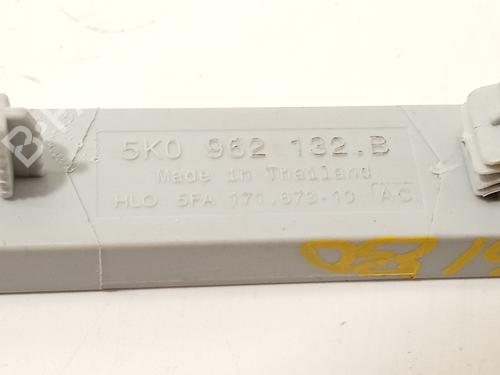 5K0 962 132.B
Made in Thailand
HLO 5FA 171.673-10 AC